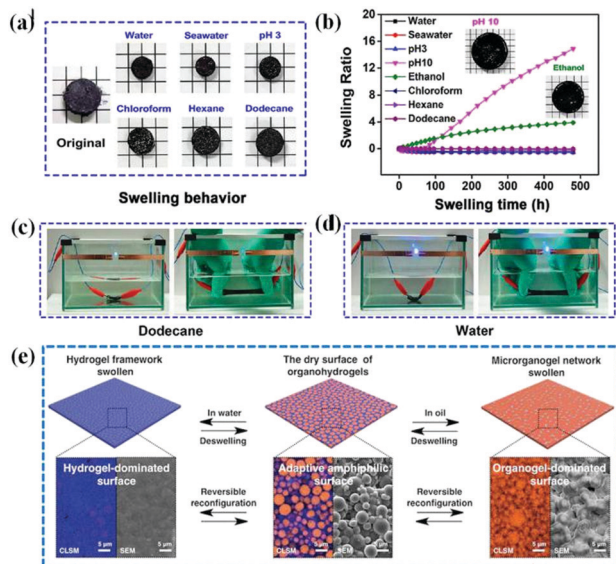 (a)
Water
Seawater
pH 3
Original
Chloroform
Hexane
Dodecane
Swelling behavior
(b)
Swelling Ratio
20
16
12
8
4
0
Water
Seawater
pH3
pH10
Ethanol
Chloroform
Hexane
Dodecane
pH 10
Ethanol
0 100 200 300 400 500
Swelling time (h)
(c)
Dodecane
(d)
Water
(e)
Hydrogel framework
swollen
The dry surface of
organohydrogels
Microrganogel network
swollen
In water
Deswelling
In oil
Deswelling
Hydrogel-dominated
surface
Adaptive amphiphilic
surface
Organogel-dominated
surface
Reversible
reconfiguration
Reversible
reconfiguration
CLSM
5 µm
SEM
5 µm
CLSM
5 µm
SEM
5 µm
CLSM
5 µm
SEM
5 µm